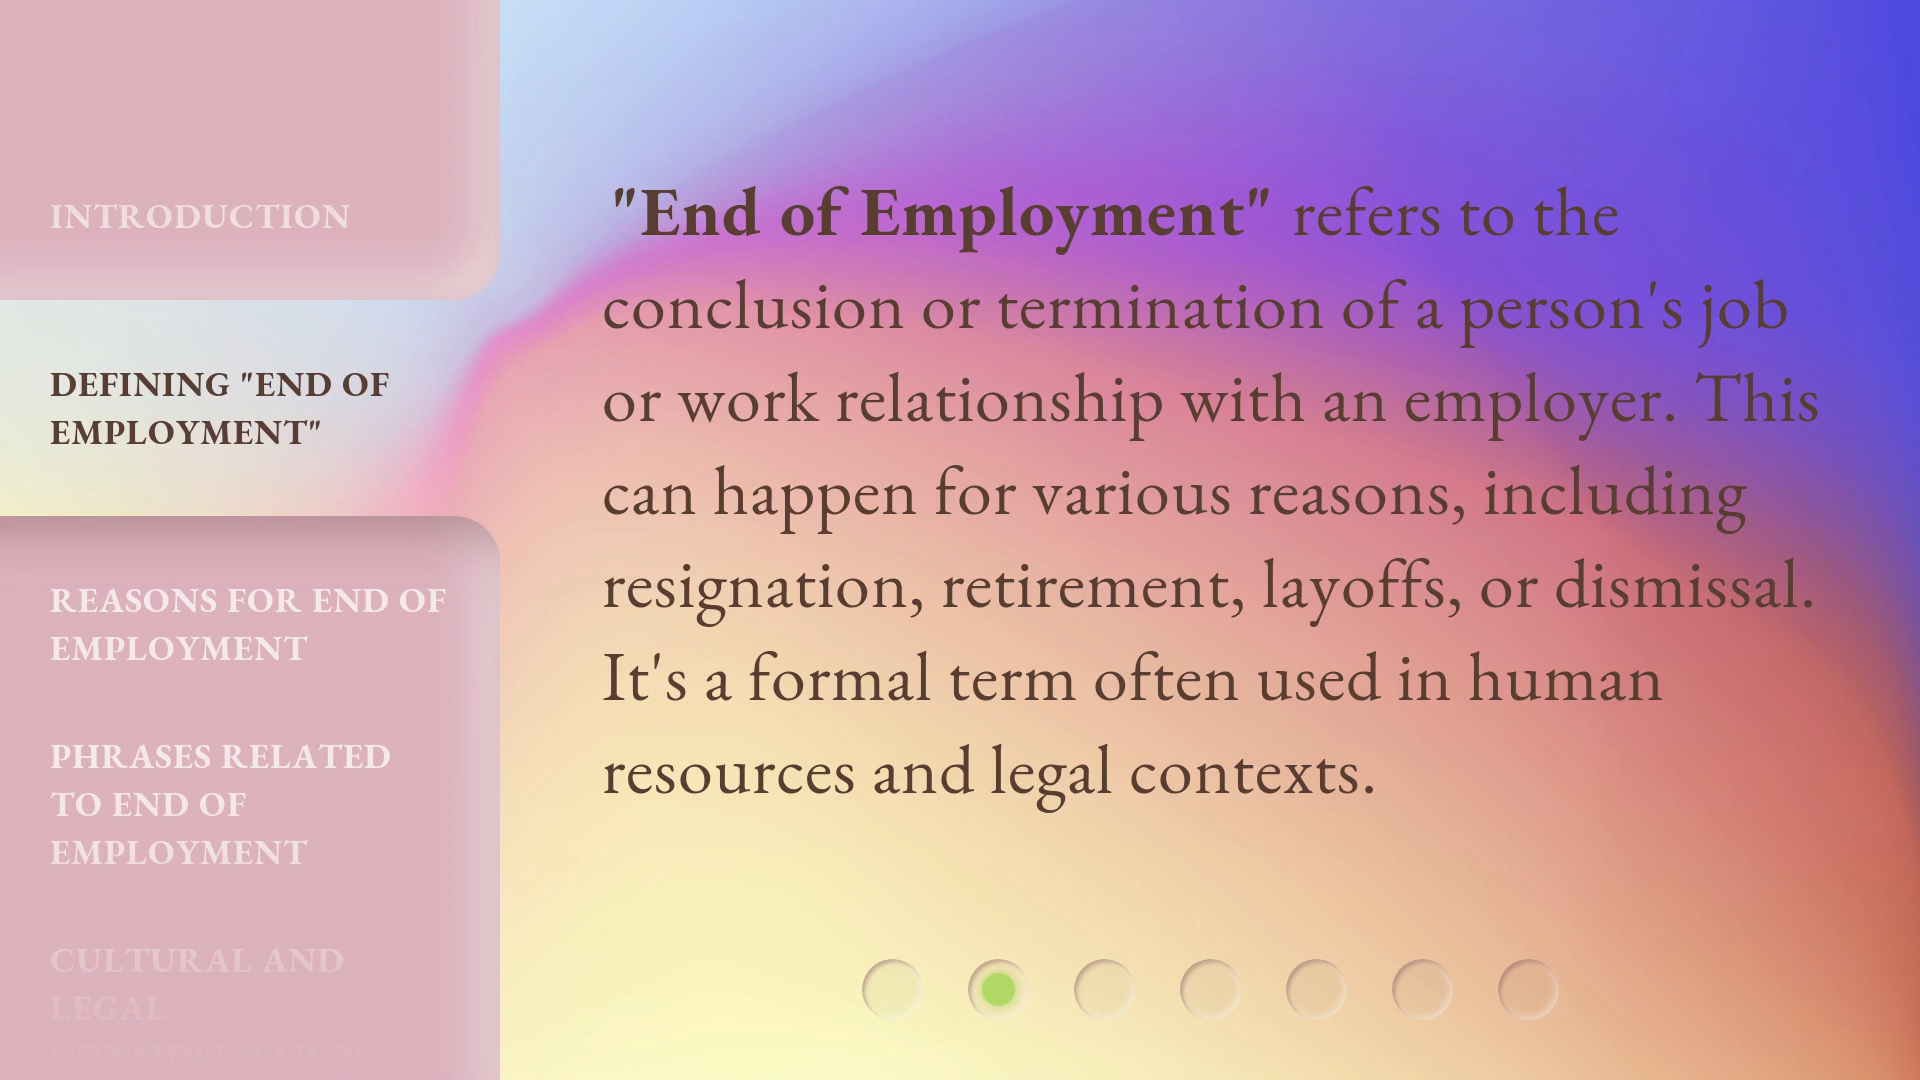 INTRODUCTION
DEFINING "END OF
EMPLOYMENT"
REASONS FOR END OF
EMPLOYMENT
PHRASES RELATED
TO END OF
EMPLOYMENT
CULTURAL AND
LEGAL
CONSIDERATIONS
"End of Employment" refers to the
conclusion or termination of a person's job
or work relationship with an employer. This
can happen for various reasons, including
resignation, retirement, layoffs, or dismissal.
It's a formal term often used in human
resources and legal contexts.